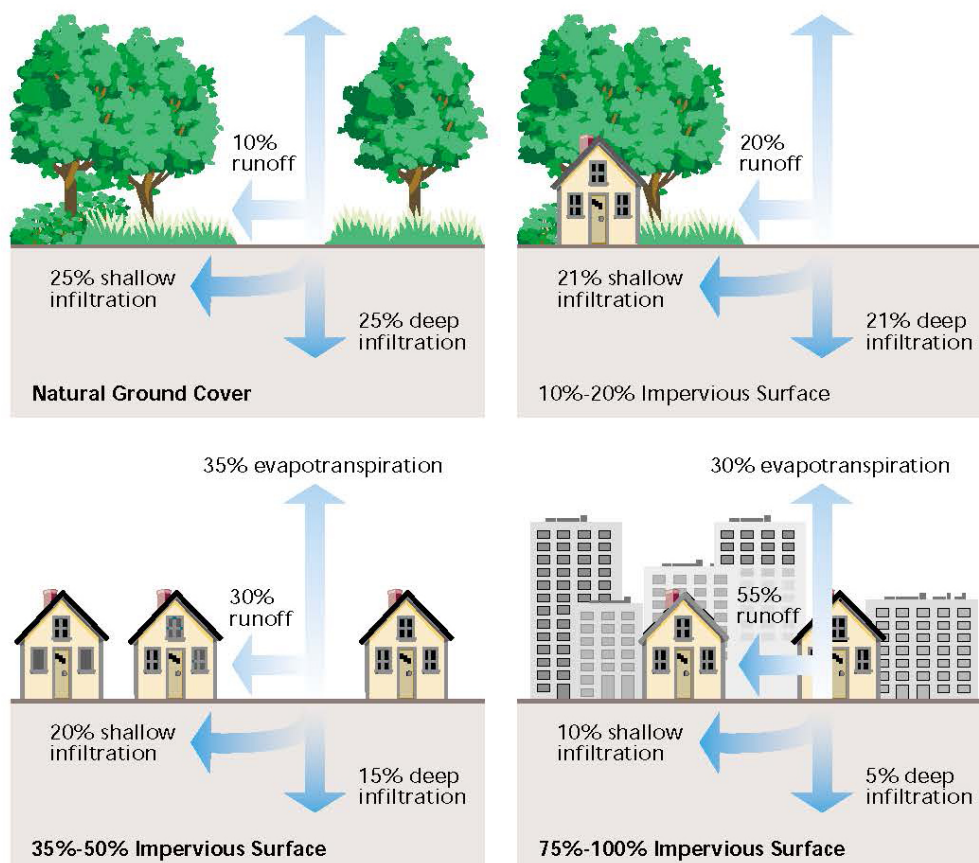 10%
runoff
25% shallow
infiltration
25% deep
infiltration
Natural Ground Cover
20%
runoff
21% shallow
infiltration
21% deep
infiltration
10%-20% Impervious Surface
35% evapotranspiration
30%
runoff
20% shallow
infiltration
15% deep
infiltration
35%-50% Impervious Surface
30% evapotranspiration
55%
runoff
10% shallow
infiltration
5% deep
infiltration
75%-100% Impervious Surface